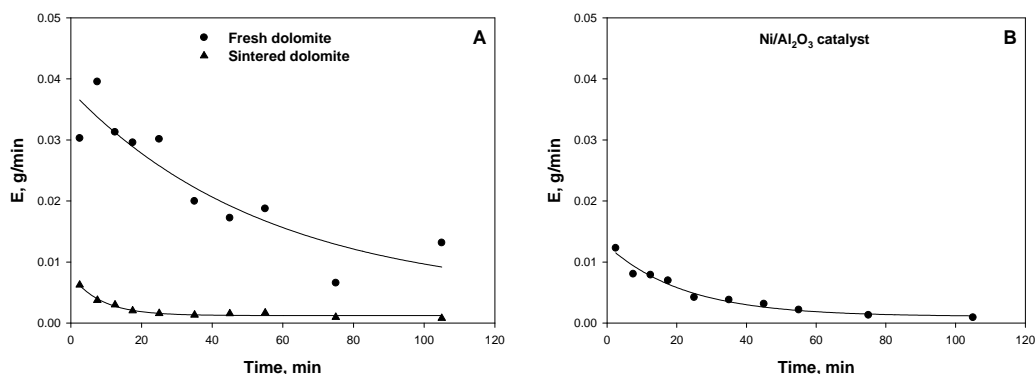 A
Fresh dolomite
Sintered dolomite
E, g/min
0.05
0.04
0.03
0.02
0.01
0.00
0 20 40 60 80 100 120
Time, min
B
Ni/Al₂O₃ catalyst
E, g/min
0.05
0.04
0.03
0.02
0.01
0.00
0 20 40 60 80 100 120
Time, min